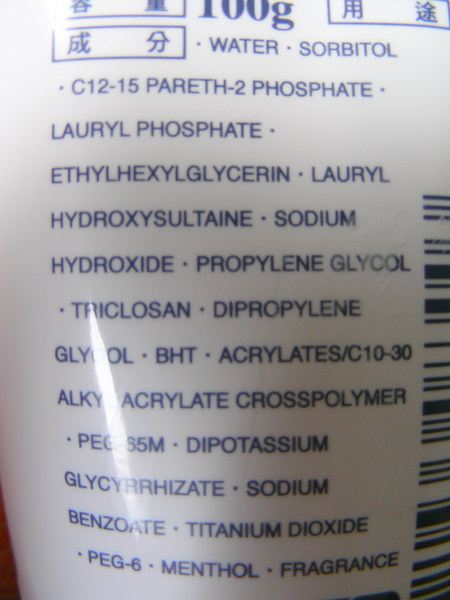 容 量 100g 用 途
成 分 · WATER · SORBITOL
· C12-15 PARETH-2 PHOSPHATE ·
LAURYL PHOSPHATE ·
ETHYLHEXYLGLYCERIN · LAURYL
HYDROXYSULTAINE · SODIUM
HYDROXIDE · PROPYLENE GLYCOL
· TRICLOSAN · DIPROPYLENE
GLYCOL · BHT · ACRYLATES/C10-30
ALKYL ACRYLATE CROSSPOLYMER
· PEG-65M · DIPOTASSIUM
GLYCYRRHIZATE · SODIUM
BENZOATE · TITANIUM DIOXIDE
· PEG-6 · MENTHOL · FRAGRANCE